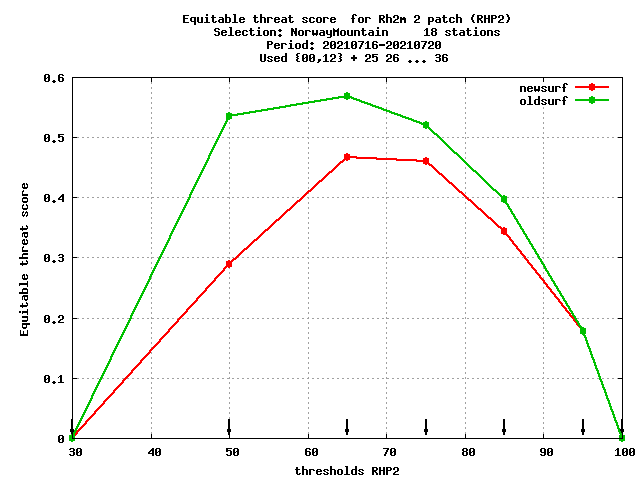 Equitable threat score  for Rh2m 2 patch (RHP2)
Selection: NorwayMountain     18 stations
Period: 20210716-20210720
Used {00,12} + 25 26 ... 36
newsurf
oldsurf
Equitable threat score
0.6
0.5
0.4
0.3
0.2
0.1
0
30 40 50 60 70 80 90 100
thresholds RHP2